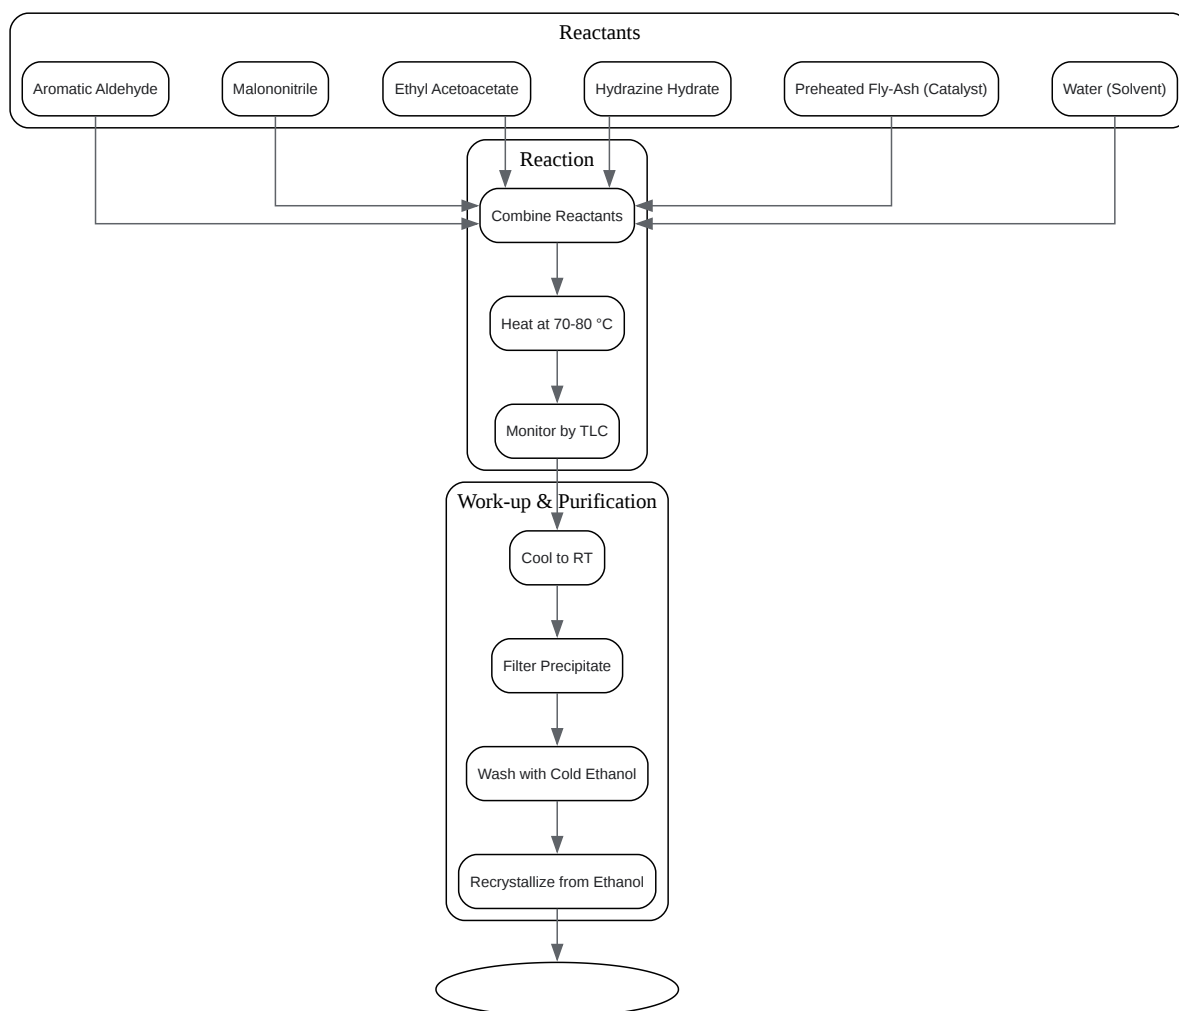 Reactants
Aromatic Aldehyde
Malononitrile
Ethyl Acetoacetate
Hydrazine Hydrate
Preheated Fly-Ash (Catalyst)
Water (Solvent)
Reaction
Combine Reactants
Heat at 70-80 °C
Monitor by TLC
Work-up & Purification
Cool to RT
Filter Precipitate
Wash with Cold Ethanol
Recrystallize from Ethanol